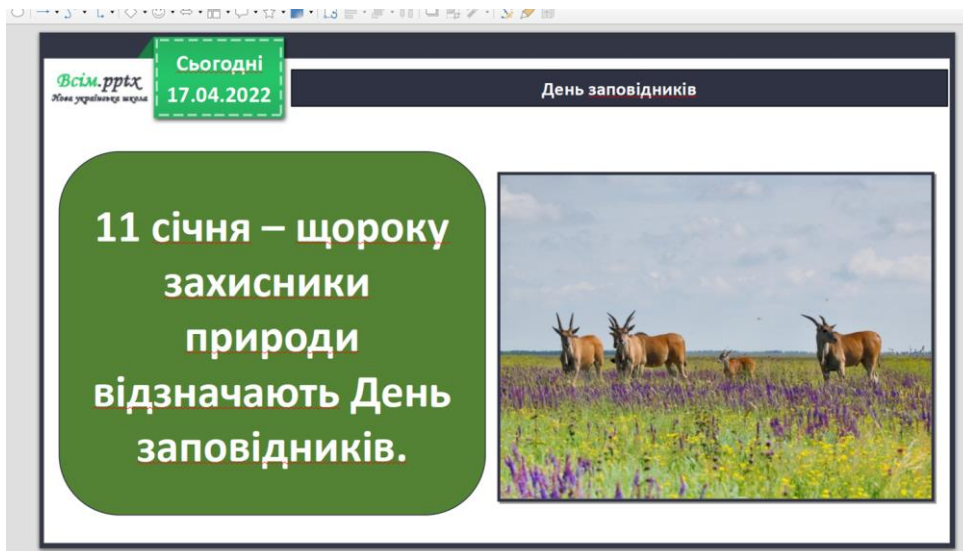 Всім.pptx
Нова українська школа
Сьогодні
17.04.2022
День заповідників
11 січня – щороку
захисники
природи
відзначають День
заповідників.